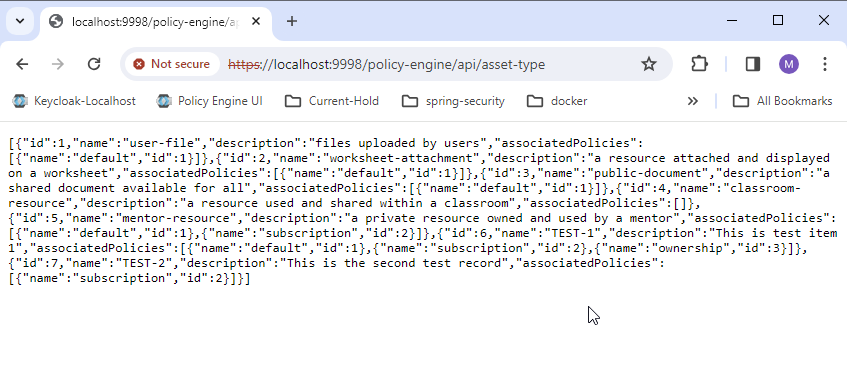 localhost:9998/policy-engine/ap
Not secure
https://localhost:9998/policy-engine/api/asset-type
M
Keycloak-Localhost
Policy Engine UI
Current-Hold
spring-security
docker
»
All Bookmarks
[{"id":1,"name":"user-file","description":"files uploaded by users","associatedPolicies":
[{"name":"default","id":1}]},{"id":2,"name":"worksheet-attachment","description":"a resource attached and displayed
on a worksheet","associatedPolicies":[{"name":"default","id":1}]},{"id":3,"name":"public-document","description":"a
shared document available for all","associatedPolicies":[{"name":"default","id":1}]},{"id":4,"name":"classroom-
resource","description":"a resource used and shared within a classroom","associatedPolicies":[]},
{"id":5,"name":"mentor-resource","description":"a private resource owned and used by a mentor","associatedPolicies":
[{"name":"default","id":1},{"name":"subscription","id":2}]},{"id":6,"name":"TEST-1","description":"This is test item
1","associatedPolicies":[{"name":"default","id":1},{"name":"subscription","id":2},{"name":"ownership","id":3}]},
{"id":7,"name":"TEST-2","description":"This is the second test record","associatedPolicies":
[{"name":"subscription","id":2}]}]